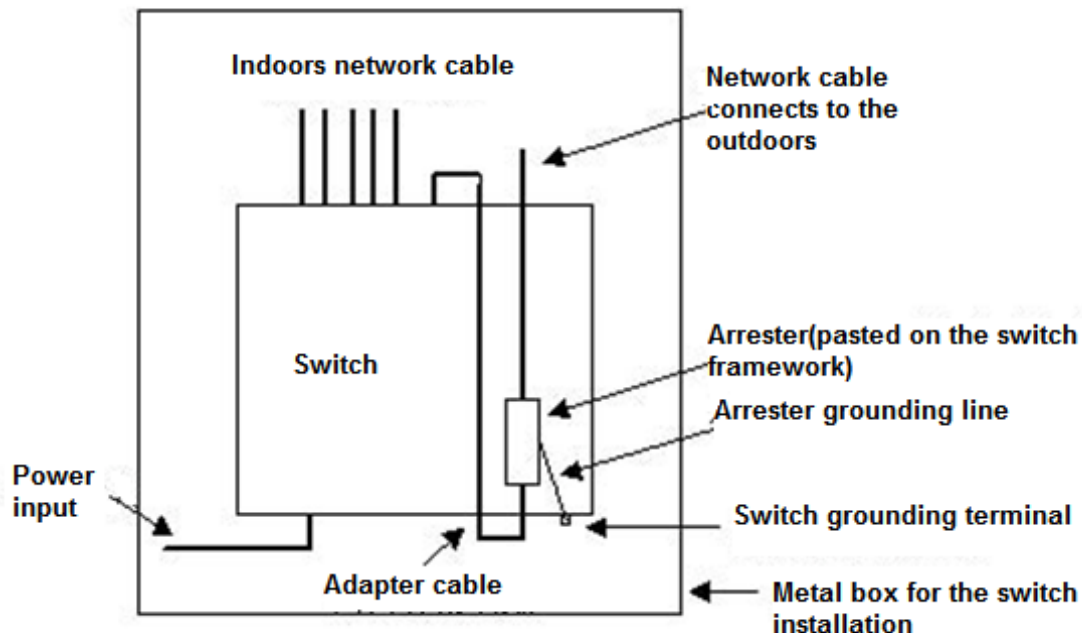 Indoors network cable
Network cable
connects to the
outdoors
Switch
Arrester(pasted on the switch
framework)
Arrester grounding line
Power
input
Switch grounding terminal
Adapter cable
Metal box for the switch
installation